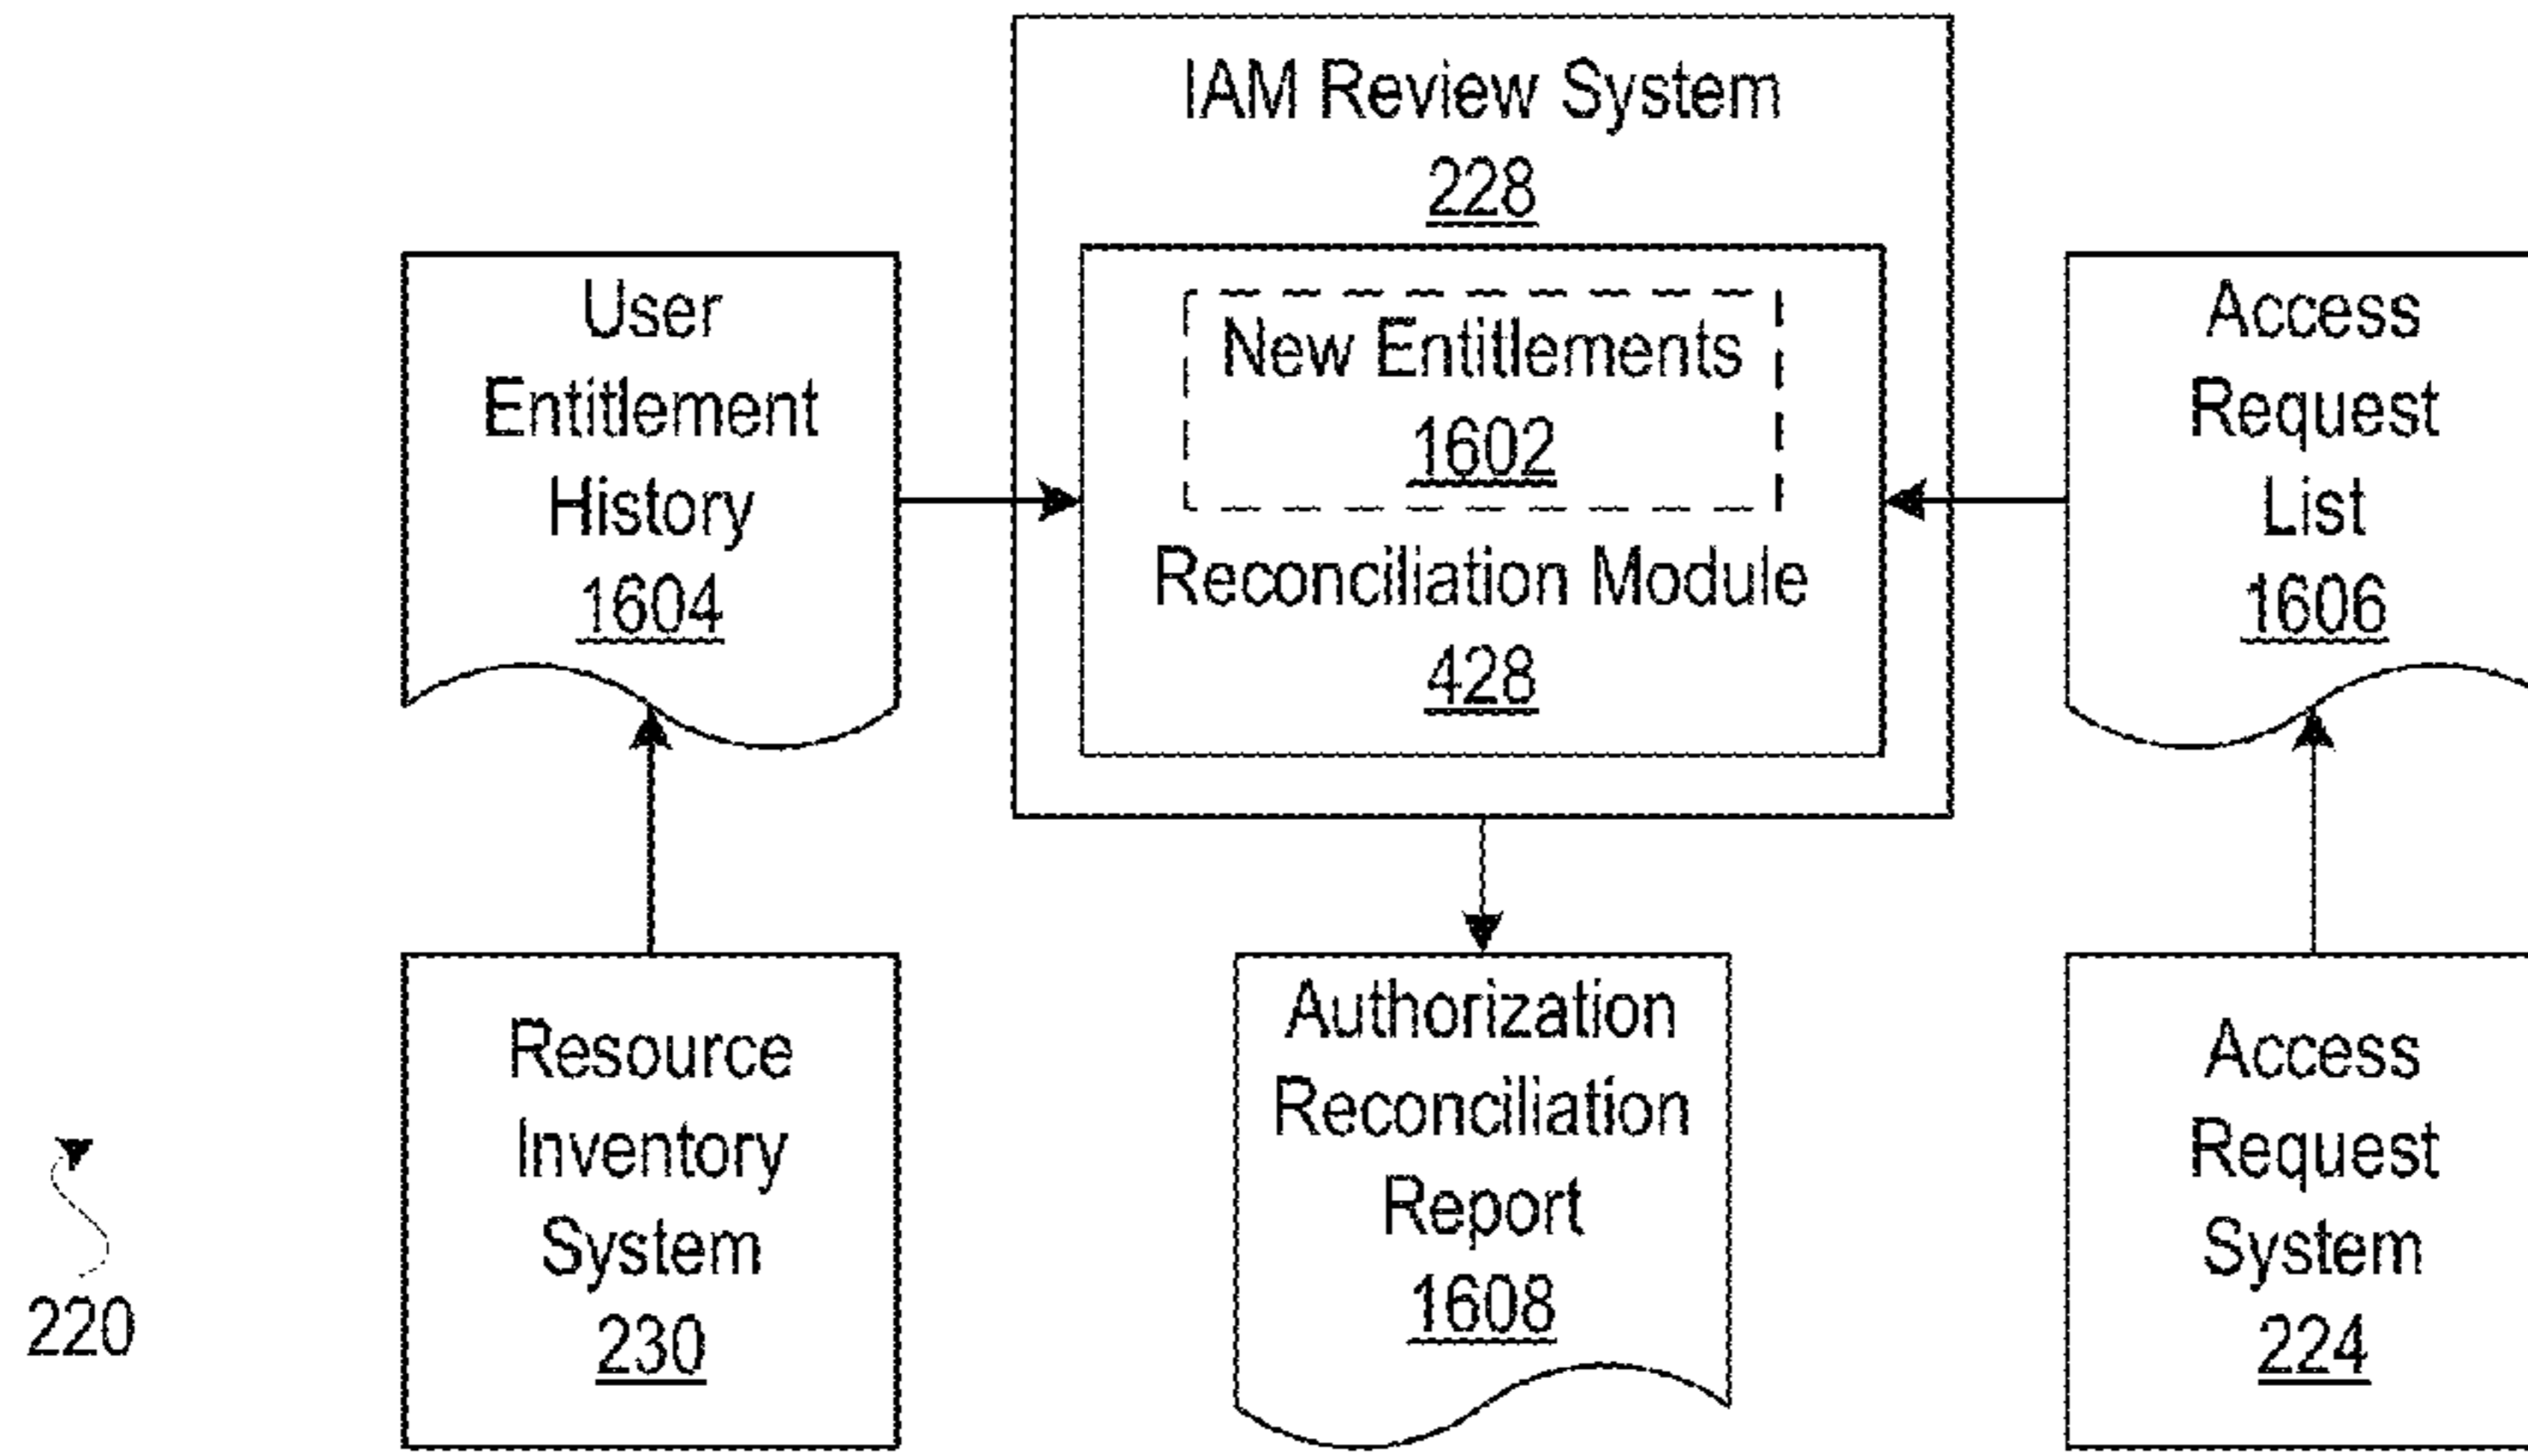 IAM Review System
228
User
Entitlement
History
1604
New Entitlements
1602
Reconciliation Module
428
Access
Request
List
1606
Resource
Inventory
System
230
Authorization
Reconciliation
Report
1608
Access
Request
System
224
220